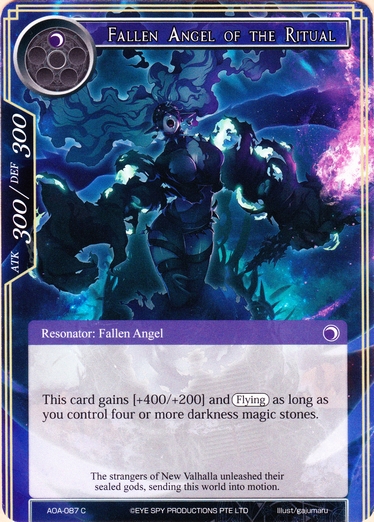 FALLEN ANGEL OF THE RITUAL
ATK 300/ DEF 300
Resonator: Fallen Angel
This card gains [+400/+200] and Flying as long as
you control four or more darkness magic stones.
The strangers of New Valhalla unleashed their
sealed gods, sending this world into motion.
AOA-087 C ©EYE SPY PRODUCTIONS PTE LTD Illust/gajumaru